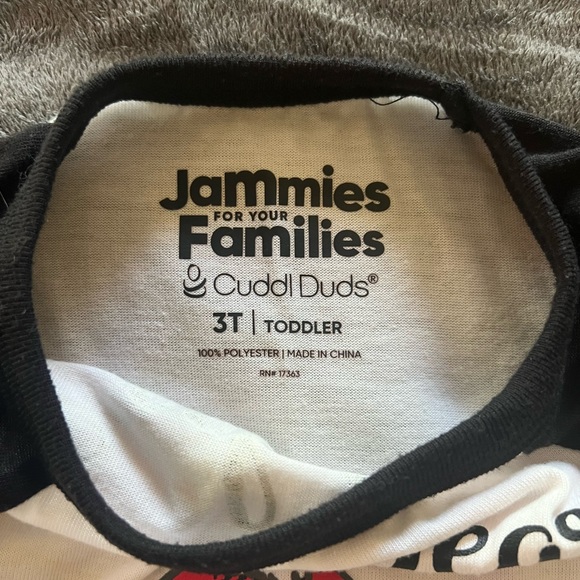 Jammies
FOR YOUR
Families
Cuddl Duds®
3T | TODDLER
100% POLYESTER | MADE IN CHINA
RN# 17363